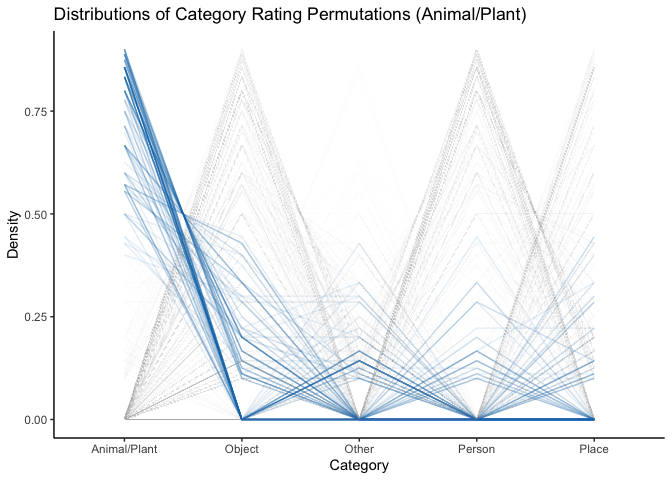 Distributions of Category Rating Permutations (Animal/Plant)
0.75
0.50
0.25
0.00
Density
Animal/Plant Object Other Person Place
Category